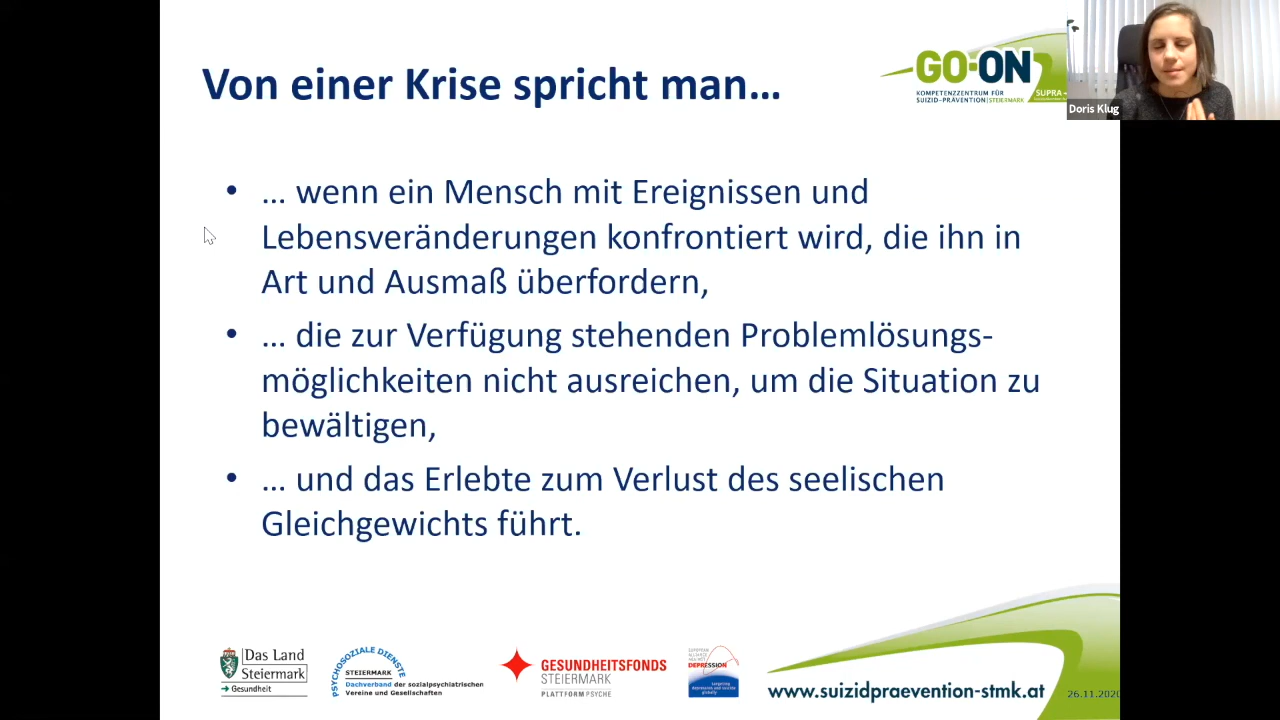 Von einer Krise spricht man…
GO-ON
KOMPETENZZENTRUM FÜR
SUIZID-PRÄVENTION|STEIERMARK
SUPRA
Doris Klug
• … wenn ein Mensch mit Ereignissen und
Lebensveränderungen konfrontiert wird, die ihn in
Art und Ausmaß überfordern,
• … die zur Verfügung stehenden Problemlösungs-
möglichkeiten nicht ausreichen, um die Situation zu
bewältigen,
• … und das Erlebte zum Verlust des seelischen
Gleichgewichts führt.
Das Land
Steiermark
→ Gesundheit
PSYCHOSOZIALE DIENSTE
STEIERMARK
Dachverband der sozialpsychiatrischen
Vereine und Gesellschaften
GESUNDHEITSFONDS
STEIERMARK
PLATTFORM PSYCHE
EUROPEAN
ALLIANCE
AGAINST
DEPRESSION
www.suizidpraevention-stmk.at
26.11.2020